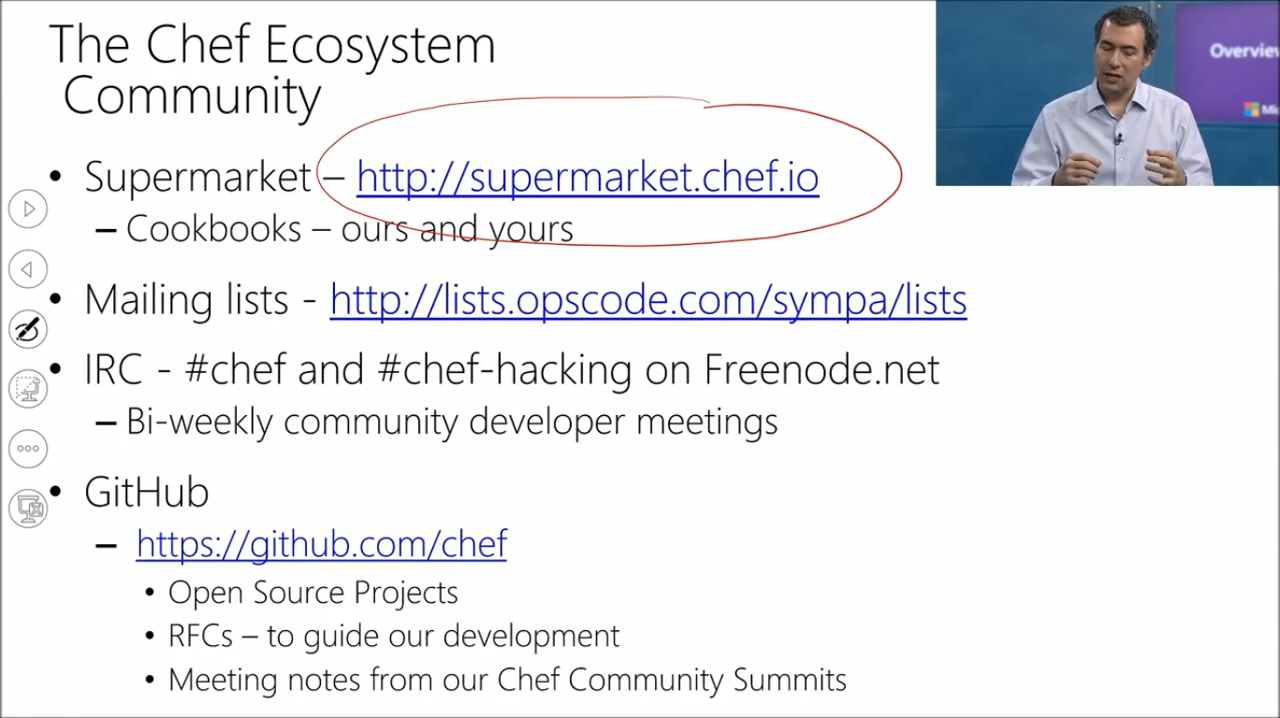 The Chef Ecosystem
Community
• Supermarket – http://supermarket.chef.io
– Cookbooks – ours and yours
• Mailing lists - http://lists.opscode.com/sympa/lists
• IRC - #chef and #chef-hacking on Freenode.net
– Bi-weekly community developer meetings
• GitHub
– https://github.com/chef
• Open Source Projects
• RFCs – to guide our development
• Meeting notes from our Chef Community Summits
Overview